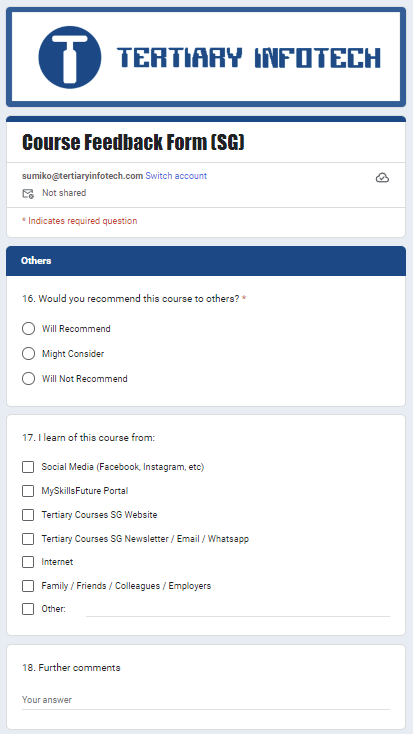 T TERTIARY INFOTECH
Course Feedback Form (SG)
sumiko@tertiaryinfotech.com Switch account
Not shared
* Indicates required question
Others
16. Would you recommend this course to others? *
Will Recommend
Might Consider
Will Not Recommend
17. I learn of this course from:
Social Media (Facebook, Instagram, etc)
MySkillsFuture Portal
Tertiary Courses SG Website
Tertiary Courses SG Newsletter / Email / Whatsapp
Internet
Family / Friends / Colleagues / Employers
Other:
18. Further comments
Your answer